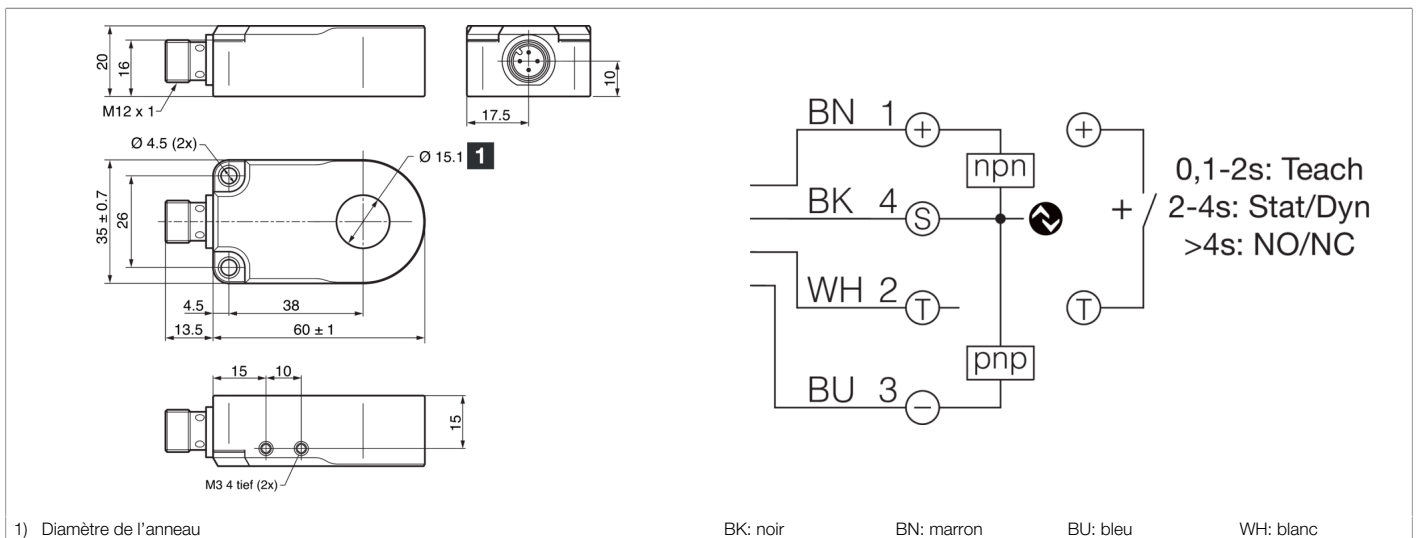 20
16
M12 x 1
10
17.5
Ø 4.5 (2x)
Ø 15.1 1
35 ± 0.7
26
4.5
38
13.5
60 ± 1
15
10
15
M3 4 tief (2x)
BN 1 +
npn
BK 4 S
WH 2 T
pnp
BU 3 −
+
+
T
0,1-2s: Teach
2-4s: Stat/Dyn
>4s: NO/NC
1) Diamètre de l'anneau
BK: noir BN: marron BU: bleu WH: blanc